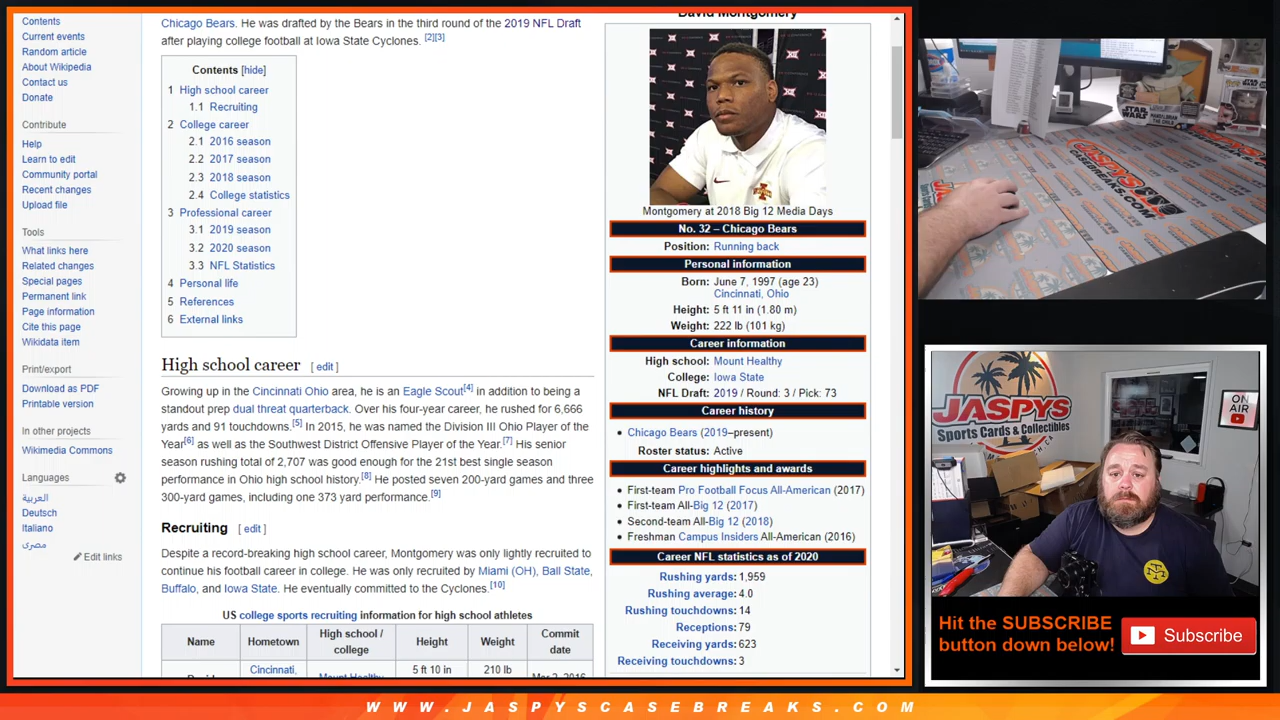 Contents
Current events
Random article
About Wikipedia
Contact us
Donate
Contribute
Help
Learn to edit
Community portal
Recent changes
Upload file
Tools
What links here
Related changes
Special pages
Permanent link
Page information
Cite this page
Wikidata item
Print/export
Download as PDF
Printable version
In other projects
Wikimedia Commons
Languages
العربية
Deutsch
Italiano
مصرى
Edit links
Chicago Bears. He was drafted by the Bears in the third round of the 2019 NFL Draft
after playing college football at Iowa State Cyclones. [2][3]
Contents [hide]
1 High school career
1.1 Recruiting
2 College career
2.1 2016 season
2.2 2017 season
2.3 2018 season
2.4 College statistics
3 Professional career
3.1 2019 season
3.2 2020 season
3.3 NFL Statistics
4 Personal life
5 References
6 External links
High school career [ edit ]
Growing up in the Cincinnati Ohio area, he is an Eagle Scout[4] in addition to being a
standout prep dual threat quarterback. Over his four-year career, he rushed for 6,666
yards and 91 touchdowns.[5] In 2015, he was named the Division III Ohio Player of the
Year[6] as well as the Southwest District Offensive Player of the Year.[7] His senior
season rushing total of 2,707 was good enough for the 21st best single season
performance in Ohio high school history.[8] He posted seven 200-yard games and three
300-yard games, including one 373 yard performance.[9]
Recruiting [ edit ]
Despite a record-breaking high school career, Montgomery was only lightly recruited to
continue his football career in college. He was only recruited by Miami (OH), Ball State,
Buffalo, and Iowa State. He eventually committed to the Cyclones.[10]
US college sports recruiting information for high school athletes
Name Hometown High school / college Height Weight Commit date
Cincinnati, Mount Healthy 5 ft 10 in 210 lb
David Montgomery
Montgomery at 2018 Big 12 Media Days
No. 32 – Chicago Bears
Position: Running back
Personal information
Born: June 7, 1997 (age 23)
Cincinnati, Ohio
Height: 5 ft 11 in (1.80 m)
Weight: 222 lb (101 kg)
Career information
High school: Mount Healthy
College: Iowa State
NFL Draft: 2019 / Round: 3 / Pick: 73
Career history
Chicago Bears (2019–present)
Roster status: Active
Career highlights and awards
First-team Pro Football Focus All-American (2017)
First-team All-Big 12 (2017)
Second-team All-Big 12 (2018)
Freshman Campus Insiders All-American (2016)
Career NFL statistics as of 2020
Rushing yards: 1,959
Rushing average: 4.0
Rushing touchdowns: 14
Receptions: 79
Receiving yards: 623
Receiving touchdowns: 3
STAR WARS
JASPYS
CASEBREAKS.COM
JASPYS
Sports Cards & Collectibles
ON AIR
Hit the SUBSCRIBE
button down below!
Subscribe
WWW.JASPYSCASEBREAKS.COM